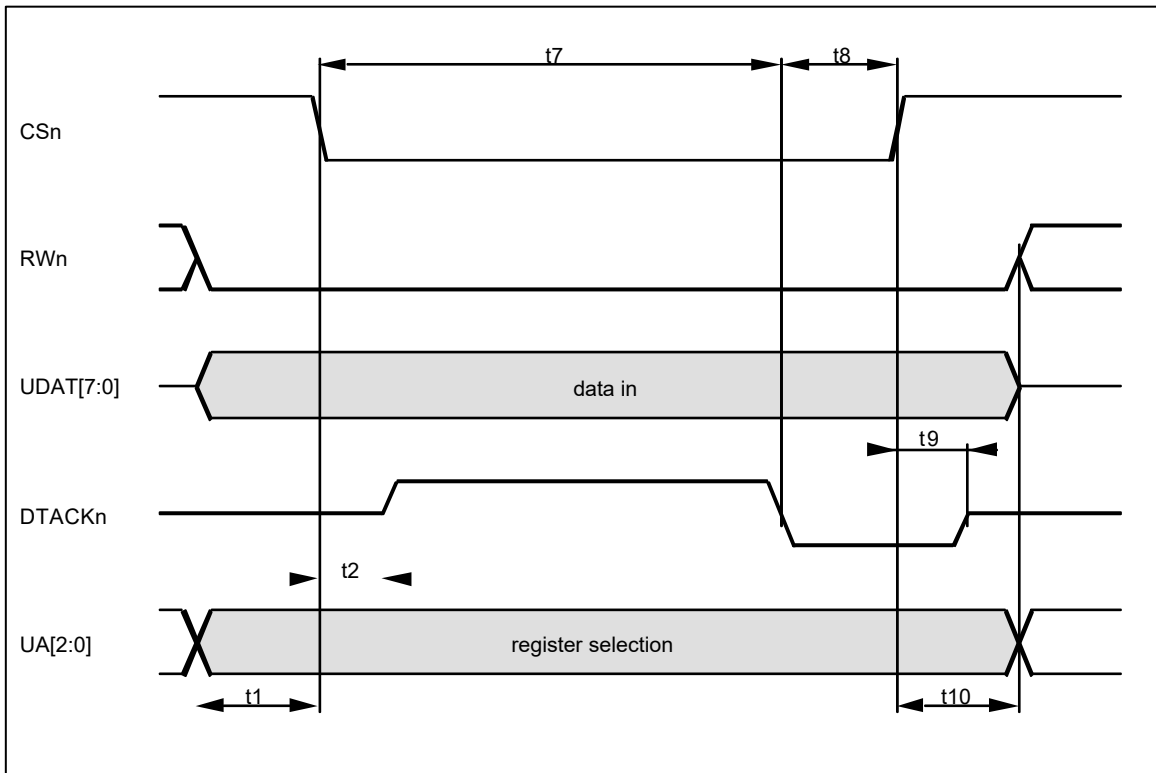 t7
t8
CSn
RWn
UDAT[7:0]
data in
t9
DTACKn
t2
UA[2:0]
register selection
t1
t10